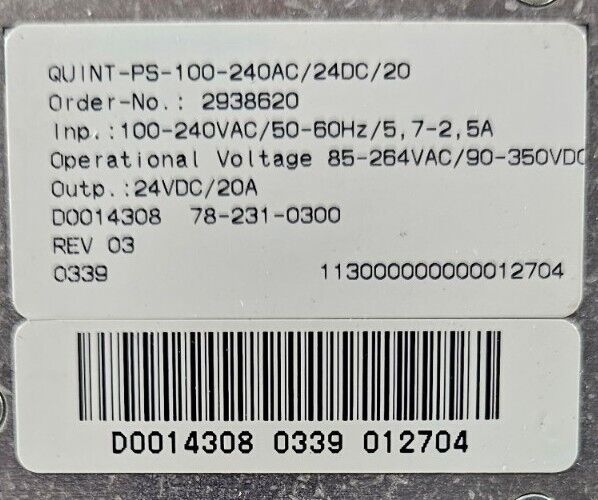 QUINT-PS-100-240AC/24DC/20
Order-No.: 2938620
Inp.:100-240VAC/50-60Hz/5,7-2,5A
Operational Voltage 85-264VAC/90-350VDC
Outp.:24VDC/20A
D0014308 78-231-0300
REV 03
0339 113000000000012704
D0014308 0339 012704